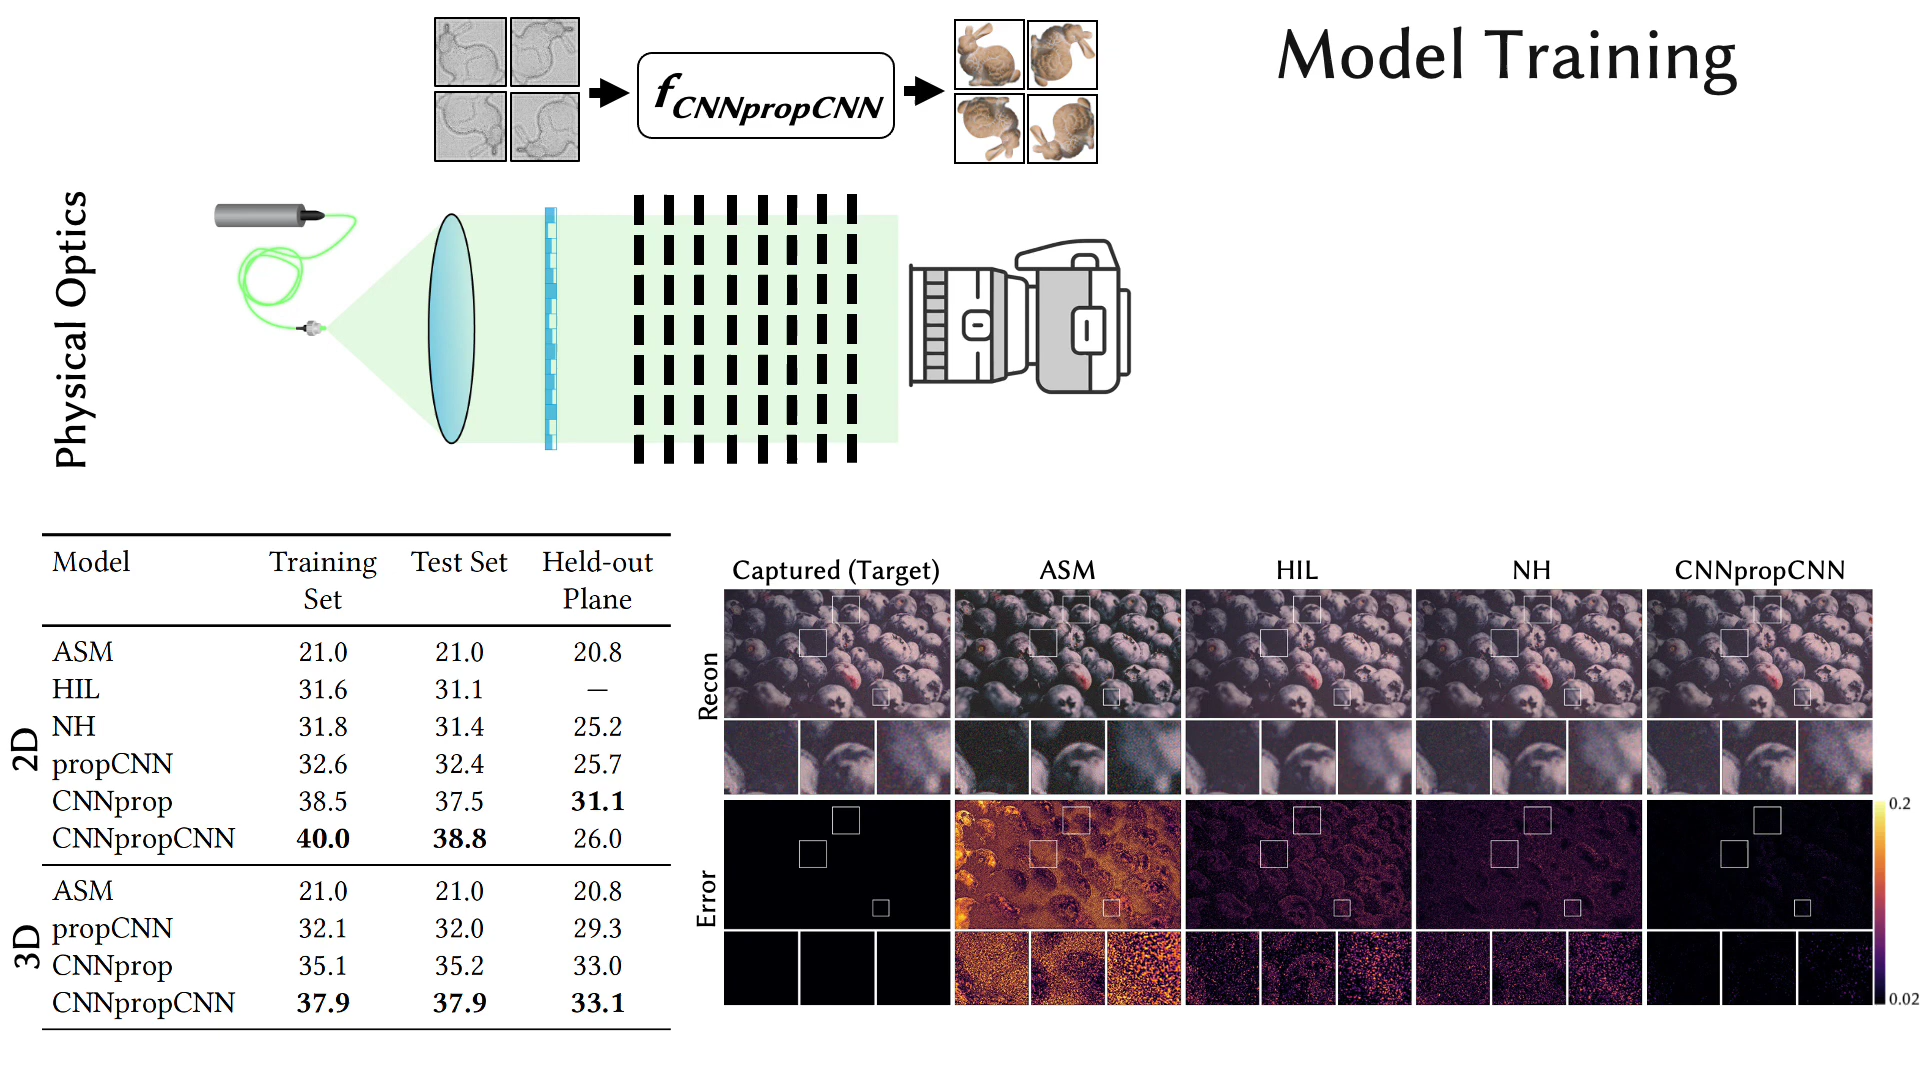 Model Training
f CNNpropCNN
Physical Optics
Model Training Set Test Set Held-out Plane
2D
ASM 21.0 21.0 20.8
HIL 31.6 31.1 —
NH 31.8 31.4 25.2
propCNN 32.6 32.4 25.7
CNNprop 38.5 37.5 31.1
CNNpropCNN 40.0 38.8 26.0
3D
ASM 21.0 21.0 20.8
propCNN 32.1 32.0 29.3
CNNprop 35.1 35.2 33.0
CNNpropCNN 37.9 37.9 33.1
Captured (Target) ASM HIL NH CNNpropCNN
Recon
Error
0.2
0.02